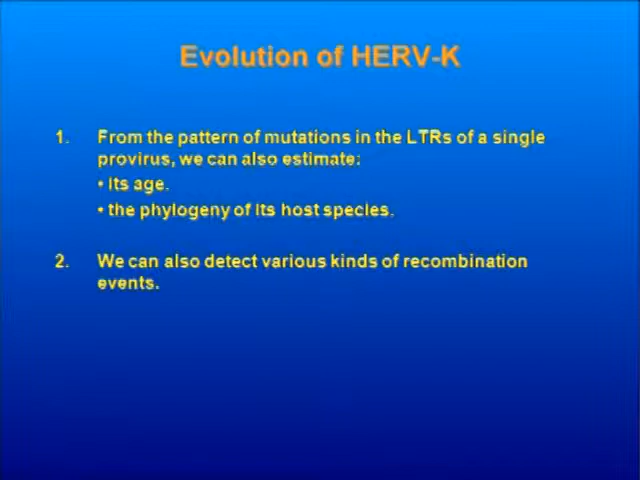 Evolution of HERV-K
1. From the pattern of mutations in the LTRs of a single
provirus, we can also estimate:
• its age.
• the phylogeny of its host species.
2. We can also detect various kinds of recombination
events.